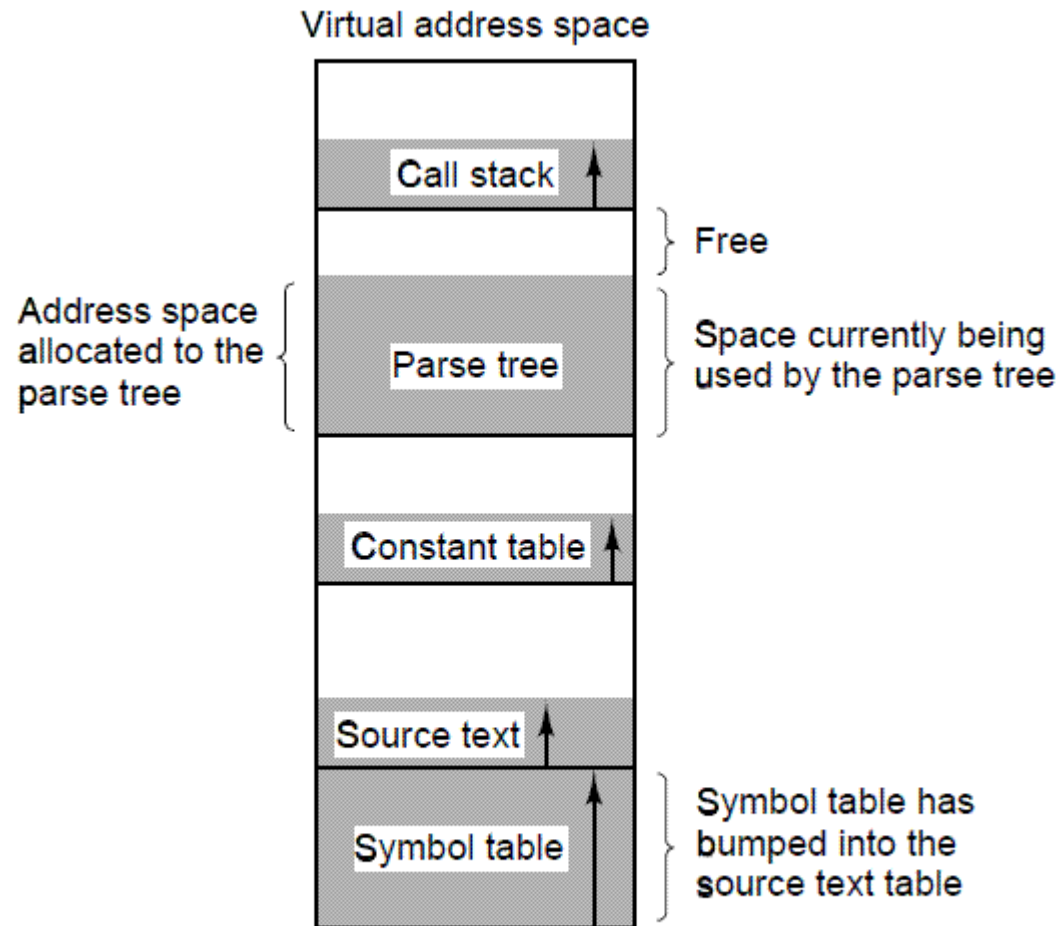 Virtual address space
Call stack
Free
Address space
allocated to the
parse tree
Parse tree
Space currently being
used by the parse tree
Constant table
Source text
Symbol table
Symbol table has
bumped into the
source text table